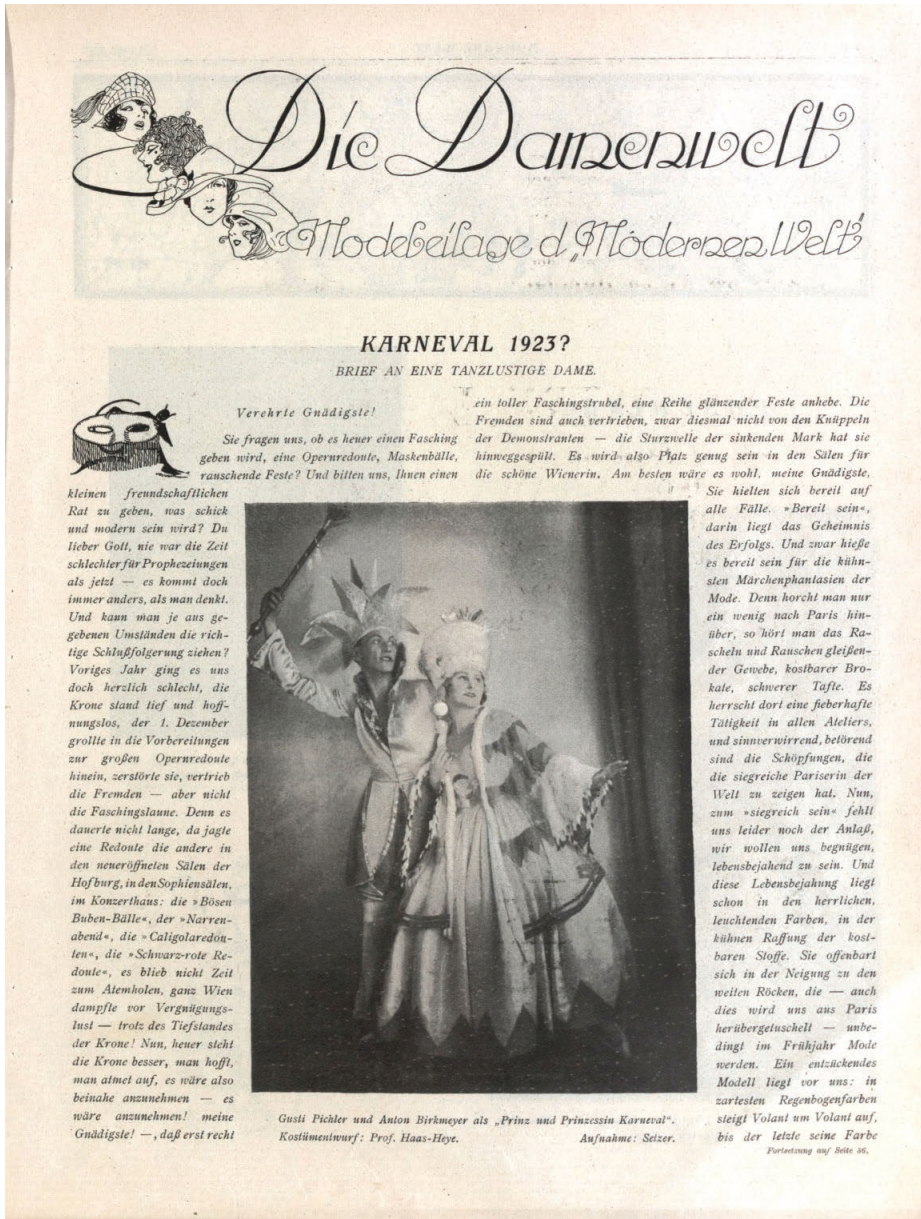 Die Damenwelt
Modebeilage d. „Modernen Welt"
KARNEVAL 1923?
BRIEF AN EINE TANZLUSTIGE DAME.
Verehrte Gnädigste!
Sie fragen uns, ob es heuer einen Fasching
geben wird, eine Opernredoute, Maskenbälle,
rauschende Feste? Und bitten uns, Ihnen einen
kleinen freundschaftlichen
Rat zu geben, was schick
und modern sein wird? Du
lieber Gott, nie war die Zeit
schlechter für Prophezeiungen
als jetzt — es kommt doch
immer anders, als man denkt.
Und kann man je aus ge-
gebenen Umständen die rich-
tige Schlußfolgerung ziehen?
Voriges Jahr ging es uns
doch herzlich schlecht, die
Krone stand tief und hoff-
nungslos, der 1. Dezember
grollte in die Vorbereitungen
zur großen Opernredoute
hinein, zerstörte sie, vertrieb
die Fremden — aber nicht
die Faschingslaune. Denn es
dauerte nicht lange, da jagte
eine Redoute die andere in
den neueröffneten Sälen der
Hofburg, in den Sophiensälen,
im Konzerthaus: die »Bösen
Buben-Bälle«, der »Narren-
abend«, die »Caligolaredou-
ten«, die »Schwarz-rote Re-
doute«, es blieb nicht Zeit
zum Atemholen, ganz Wien
dampfte vor Vergnügungs-
lust — trotz des Tiefstandes
der Krone! Nun, heuer steht
die Krone besser, man hofft,
man atmet auf, es wäre also
beinahe anzunehmen — es
wäre anzunehmen! meine
Gnädigste! —, daß erst recht
ein toller Faschingstrubel, eine Reihe glänzender Feste anhebe. Die
Fremden sind auch vertrieben, zwar diesmal nicht von den Knüppeln
der Demonstranten — die Sturzwelle der sinkenden Mark hat sie
hinweggespült. Es wird also Platz genug sein in den Sälen für
die schöne Wienerin. Am besten wäre es wohl, meine Gnädigste,
Sie hielten sich bereit auf
alle Fälle. »Bereit sein«,
darin liegt das Geheimnis
des Erfolgs. Und zwar hieße
es bereit sein für die kühn-
sten Märchenphantasien der
Mode. Denn horcht man nur
ein wenig nach Paris hin-
über, so hört man das Ra-
scheln und Rauschen gleißen-
der Gewebe, kostbarer Bro-
kate, schwerer Tafte. Es
herrscht dort eine fieberhafte
Tätigkeit in allen Ateliers,
und sinnverwirrend, betörend
sind die Schöpfungen, die
die siegreiche Pariserin der
Welt zu zeigen hat. Nun,
zum »siegreich sein« fehlt
uns leider noch der Anlaß,
wir wollen uns begnügen,
lebensbejahend zu sein. Und
diese Lebensbejahung liegt
schon in den herrlichen,
leuchtenden Farben, in der
kühnen Raffung der kost-
baren Stoffe. Sie offenbart
sich in der Neigung zu den
weiten Röcken, die — auch
dies wird uns aus Paris
herübergetuschelt — unbe-
dingt im Frühjahr Mode
werden. Ein entzückendes
Modell liegt vor uns: in
zartesten Regenbogenfarben
steigt Volant um Volant auf,
bis der letzte seine Farbe
Fortsetzung auf Seite 36.
Gusti Pichler und Anton Birkmeyer als „Prinz und Prinzessin Karneval".
Kostümentwurf: Prof. Haas-Heye. Aufnahme: Setzer.